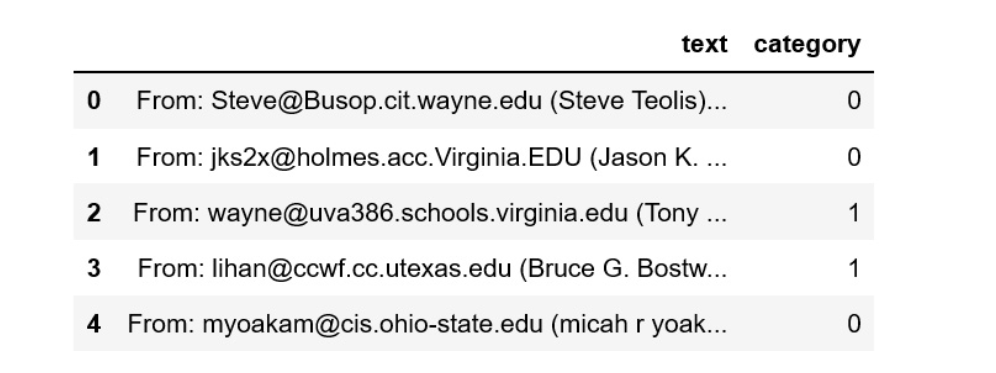 text category
0 From: Steve@Busop.cit.wayne.edu (Steve Teolis)... 0
1 From: jks2x@holmes.acc.Virginia.EDU (Jason K. ... 0
2 From: wayne@uva386.schools.virginia.edu (Tony ... 1
3 From: lihan@ccwf.cc.utexas.edu (Bruce G. Bostw... 1
4 From: myoakam@cis.ohio-state.edu (micah r yoak... 0